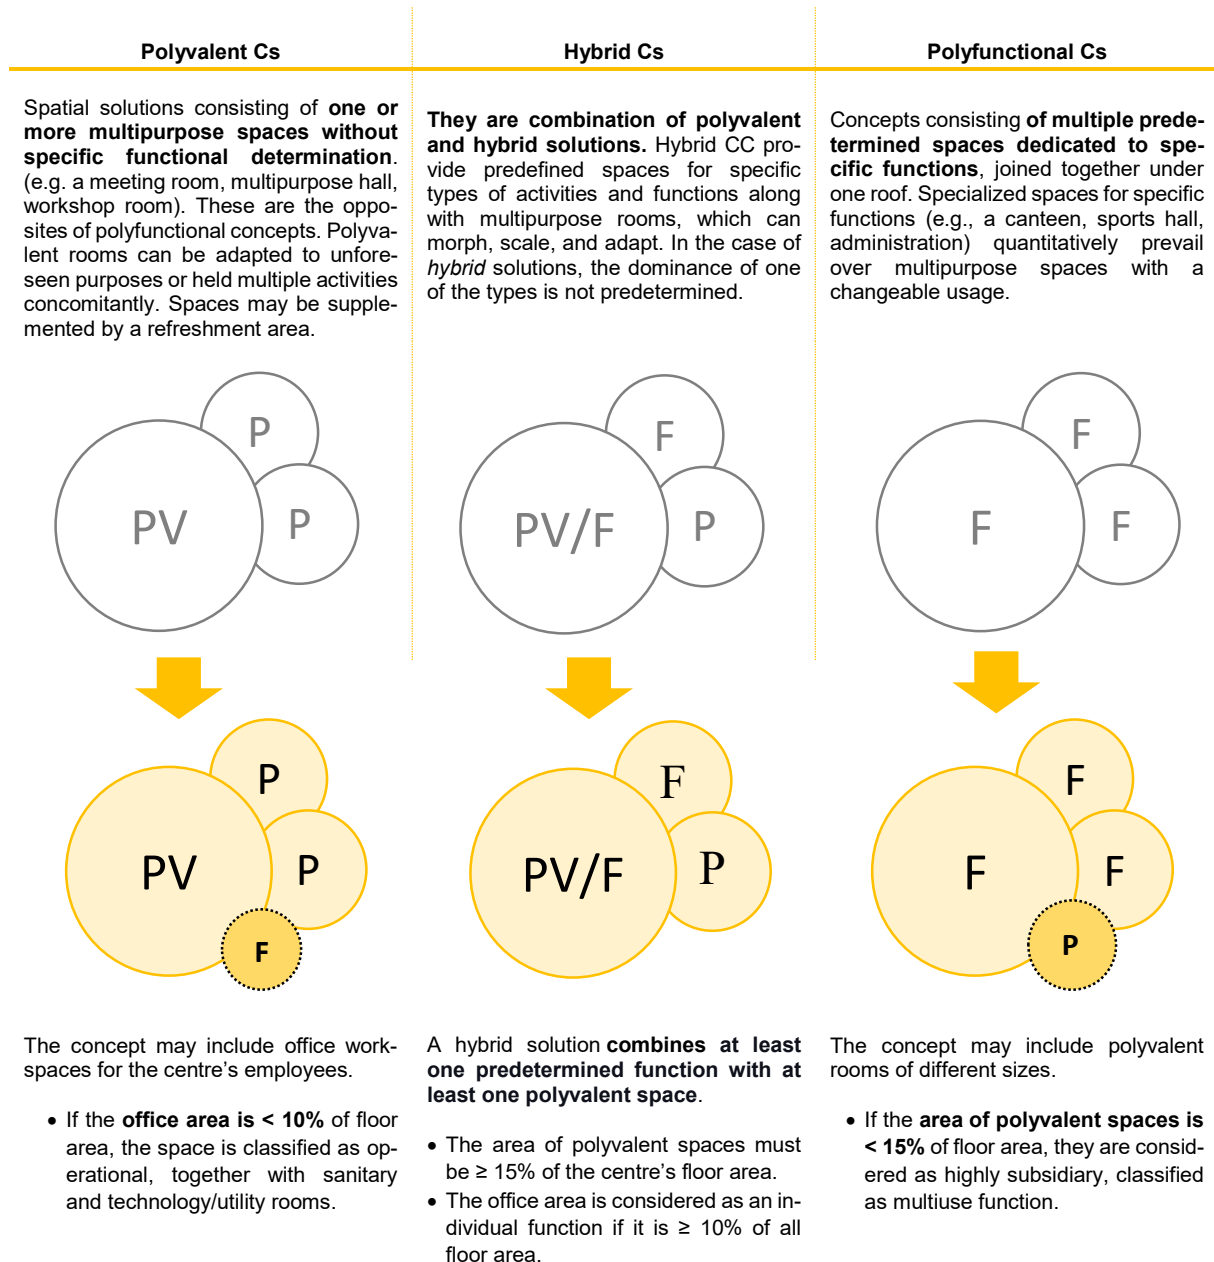 Polyvalent Cs
Hybrid Cs
Polyfunctional Cs
Spatial solutions consisting of one or
more multipurpose spaces without
specific functional determination.
(e.g. a meeting room, multipurpose hall,
workshop room). These are the oppo-
sites of polyfunctional concepts. Polyva-
lent rooms can be adapted to unfore-
seen purposes or held multiple activities
concomitantly. Spaces may be supple-
mented by a refreshment area.
They are combination of polyvalent
and hybrid solutions. Hybrid CC pro-
vide predefined spaces for specific
types of activities and functions along
with multipurpose rooms, which can
morph, scale, and adapt. In the case of
hybrid solutions, the dominance of one
of the types is not predetermined.
Concepts consisting of multiple prede-
termined spaces dedicated to spe-
cific functions, joined together under
one roof. Specialized spaces for specific
functions (e.g., a canteen, sports hall,
administration) quantitatively prevail
over multipurpose spaces with a
changeable usage.
P
PV
P
F
PV/F
P
F
F
F
P
PV
P
F
F
PV/F
P
F
F
F
P
The concept may include office work-
spaces for the centre's employees.
• If the office area is < 10% of floor
area, the space is classified as op-
erational, together with sanitary
and technology/utility rooms.
A hybrid solution combines at least
one predetermined function with at
least one polyvalent space.
• The area of polyvalent spaces must
be ≥ 15% of the centre's floor area.
• The office area is considered as an in-
dividual function if it is ≥ 10% of all
floor area.
The concept may include polyvalent
rooms of different sizes.
• If the area of polyvalent spaces is
< 15% of floor area, they are consid-
ered as highly subsidiary, classified
as multiuse function.